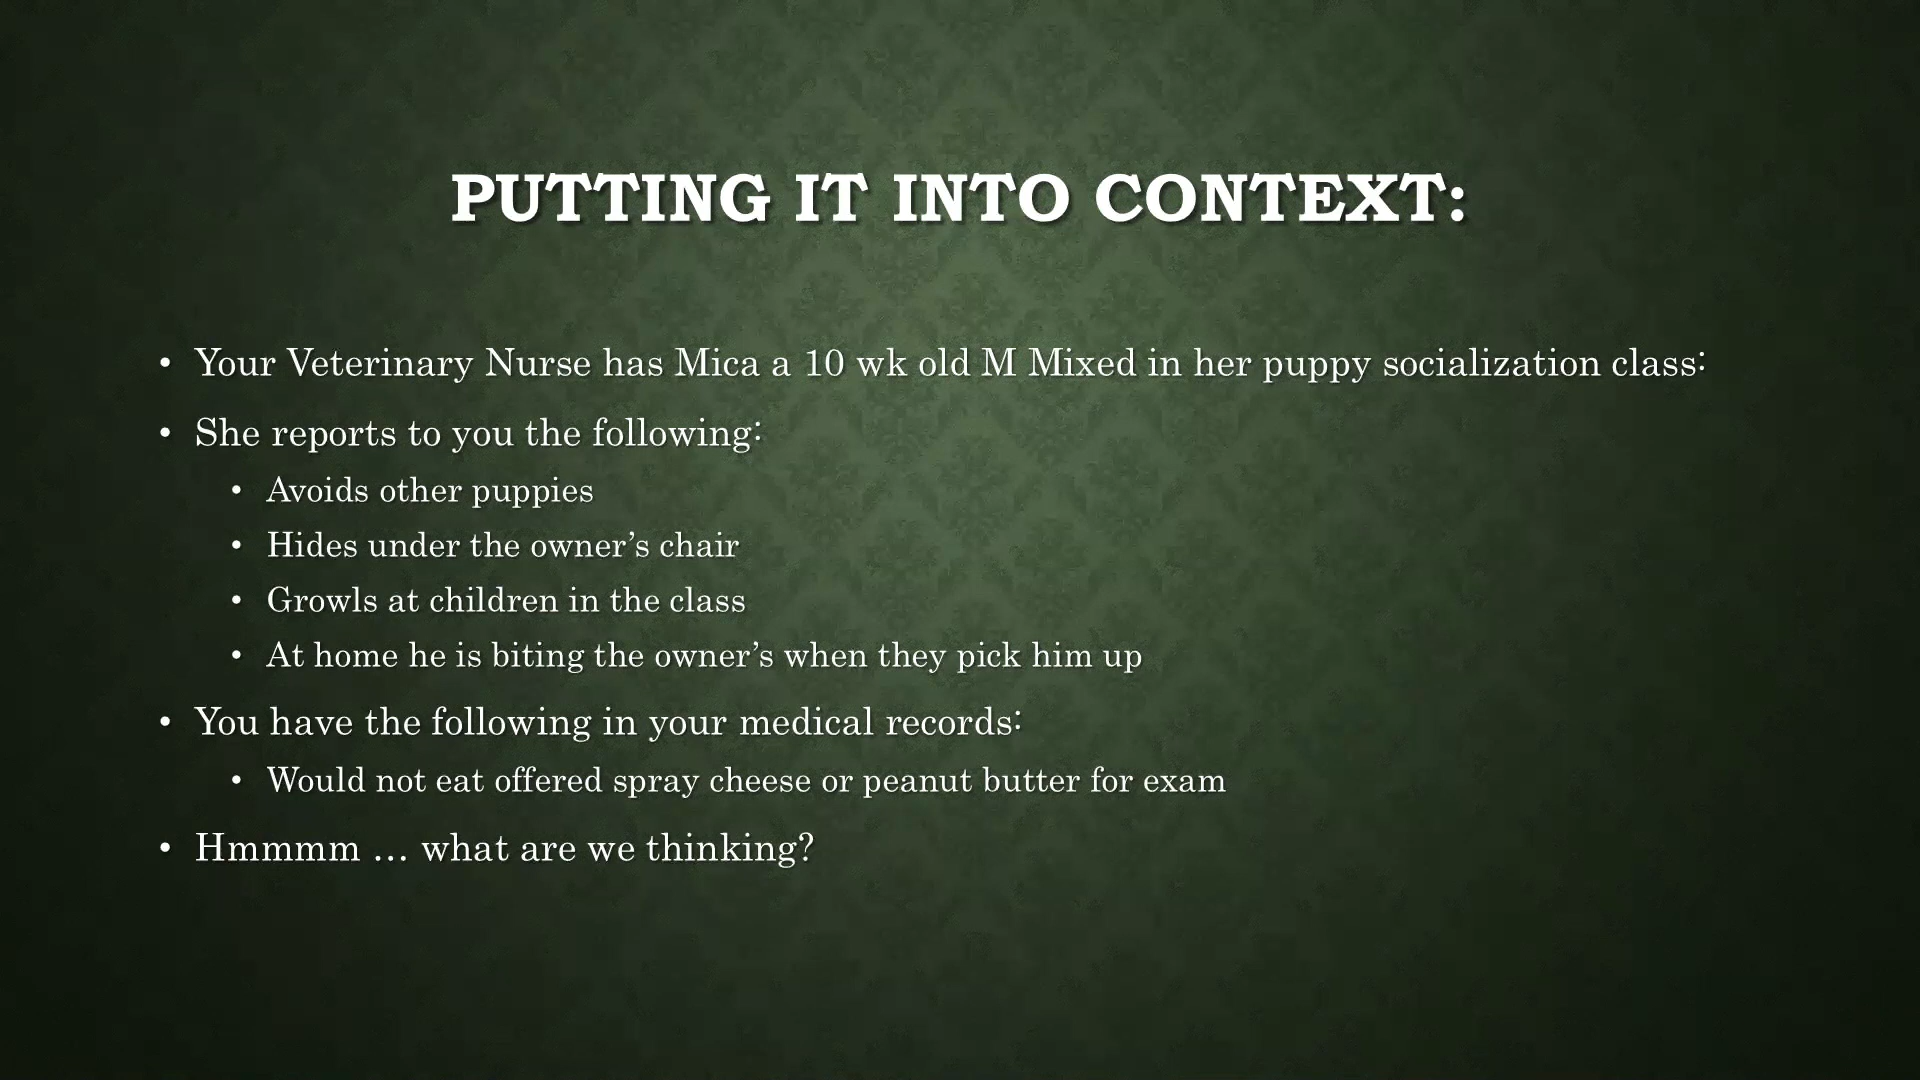 PUTTING IT INTO CONTEXT:
• Your Veterinary Nurse has Mica a 10 wk old M Mixed in her puppy socialization class:
• She reports to you the following:
• Avoids other puppies
• Hides under the owner’s chair
• Growls at children in the class
• At home he is biting the owner’s when they pick him up
• You have the following in your medical records:
• Would not eat offered spray cheese or peanut butter for exam
• Hmmmm … what are we thinking?